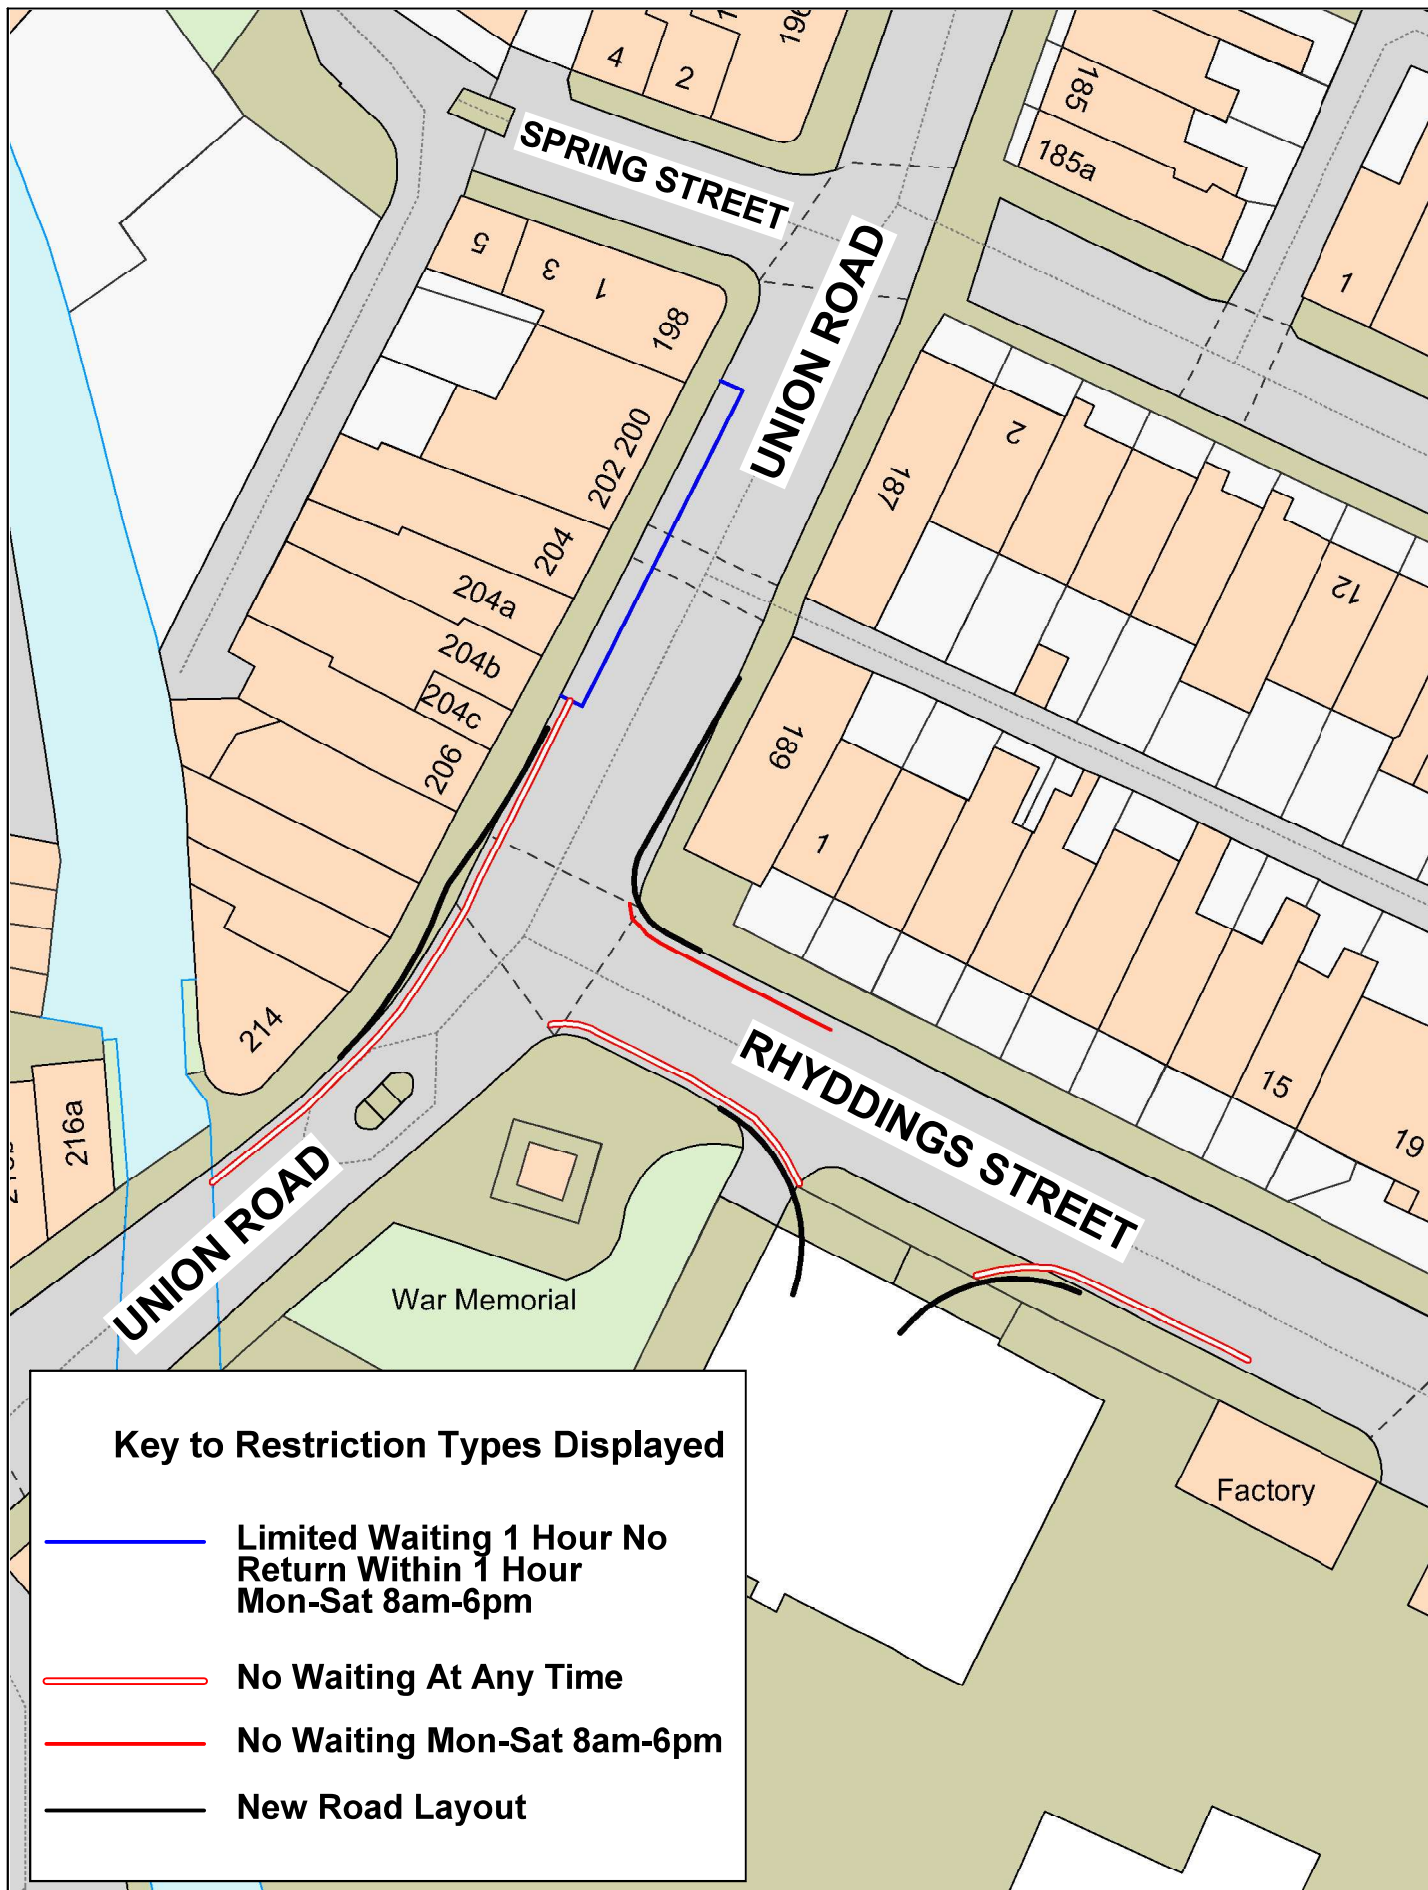 196
4
2
185
185a
SPRING STREET
UNION ROAD
5
3
1
198
1
200
202
204
204a
204b
204c
206
187
2
12
189
1
214
RHYDDINGS STREET
15
19
216a
UNION ROAD
War Memorial
Factory
Key to Restriction Types Displayed
Limited Waiting 1 Hour No
Return Within 1 Hour
Mon-Sat 8am-6pm
No Waiting At Any Time
No Waiting Mon-Sat 8am-6pm
New Road Layout